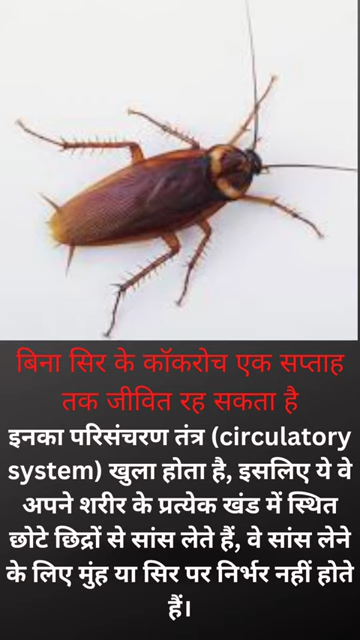 बिना सिर के कॉकरोच एक सप्ताह
तक जीवित रह सकता है
इनका परिसंचरण तंत्र (circulatory
system) खुला होता है, इसलिए ये वे
अपने शरीर के प्रत्येक खंड में स्थित
छोटे छिद्रों से सांस लेते हैं, वे सांस लेने
के लिए मुंह या सिर पर निर्भर नहीं होते
हैं।